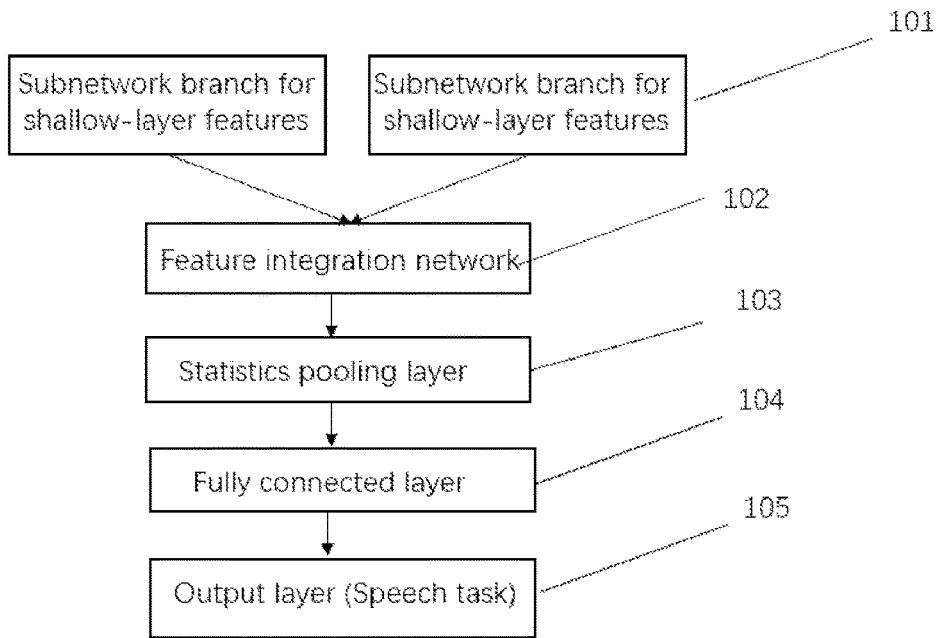 101
Subnetwork branch for
shallow-layer features
Subnetwork branch for
shallow-layer features
102
Feature integration network
103
Statistics pooling layer
104
Fully connected layer
105
Output layer (Speech task)